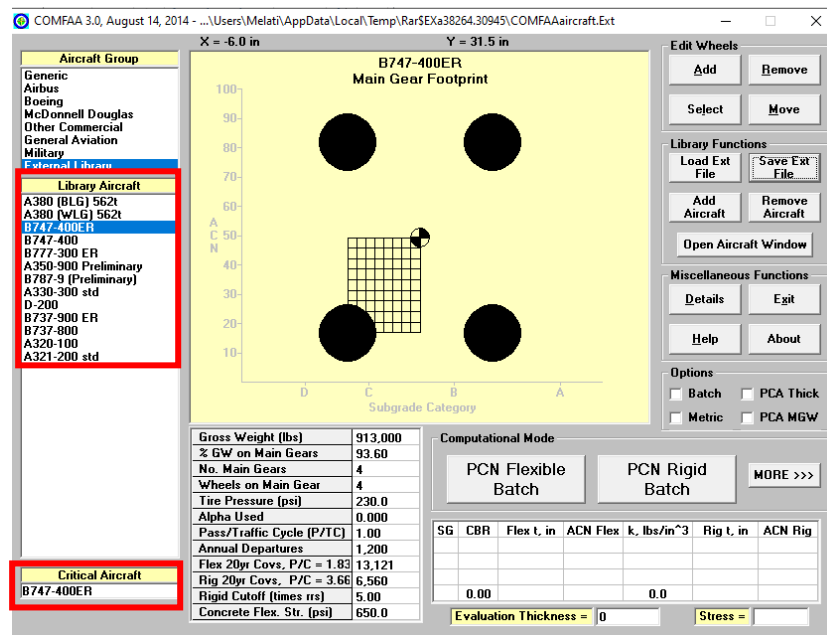 COMFAA 3.0, August 14, 2014 - ...\Users\Melati\AppData\Local\Temp\Rar$EXa38264.30945\COMFAAaircraft.Ext
X = -6.0 in Y = 31.5 in
Aircraft Group
Generic
Airbus
Boeing
McDonnell Douglas
Other Commercial
General Aviation
Military
External Library
Library Aircraft
A380 (BLG) 562t
A380 (WLG) 562t
B747-400ER
B747-400
B777-300 ER
A350-900 Preliminary
B787-9 (Preliminary)
A330-300 std
D-200
B737-900 ER
B737-800
A320-100
A321-200 std
Critical Aircraft
B747-400ER
B747-400ER
Main Gear Footprint
100
90
80
70
60
50
40
30
20
10
A
C
N
D C B A
Subgrade Category
Gross Weight (lbs) 913,000
% GW on Main Gears 93.60
No. Main Gears 4
Wheels on Main Gear 4
Tire Pressure (psi) 230.0
Alpha Used 0.000
Pass/Traffic Cycle (P/TC) 1.00
Annual Departures 1,200
Flex 20yr Covs, P/C = 1.83 13,121
Rig 20yr Covs, P/C = 3.66 6,560
Rigid Cutoff (times rrs) 5.00
Concrete Flex. Str. (psi) 650.0
Edit Wheels
Add Remove
Select Move
Library Functions
Load Ext File
Save Ext File
Add Aircraft
Remove Aircraft
Open Aircraft Window
Miscellaneous Functions
Details Exit
Help About
Options
Batch PCA Thick
Metric PCA MGW
Computational Mode
PCN Flexible Batch
PCN Rigid Batch
MORE >>>
SG CBR Flex t, in ACN Flex k, lbs/in^3 Rig t, in ACN Rig
0.00 0.0
Evaluation Thickness = 0 Stress =